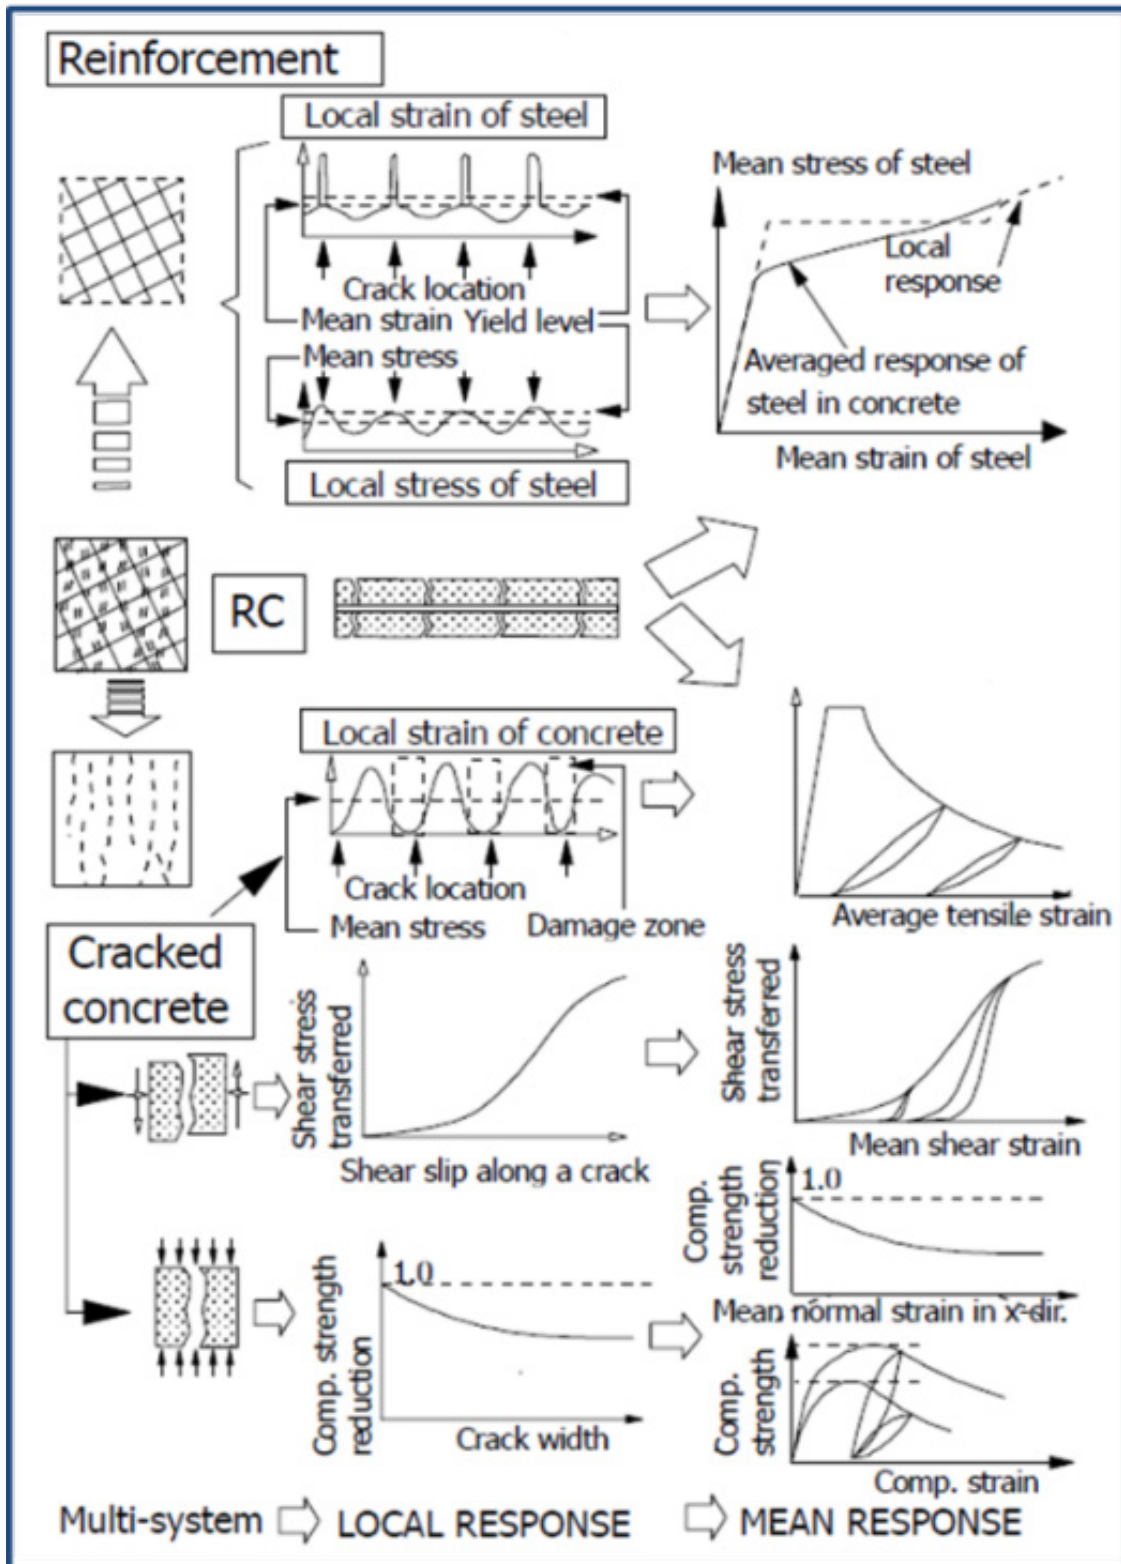 Reinforcement
Local strain of steel
Crack location
Mean strain Yield level
Mean stress
Local stress of steel
Mean stress of steel
Local
response
Averaged response of
steel in concrete
Mean strain of steel
RC
Local strain of concrete
Crack location
Mean stress Damage zone
Average tensile strain
Cracked
concrete
Shear stress
transferred
Shear slip along a crack
Shear stress
transferred
Mean shear strain
Comp. strength
reduction
1.0
Crack width
Comp.
strength
reduction
1.0
Mean normal strain in x-dir.
Comp.
strength
Comp. strain
Multi-system LOCAL RESPONSE MEAN RESPONSE